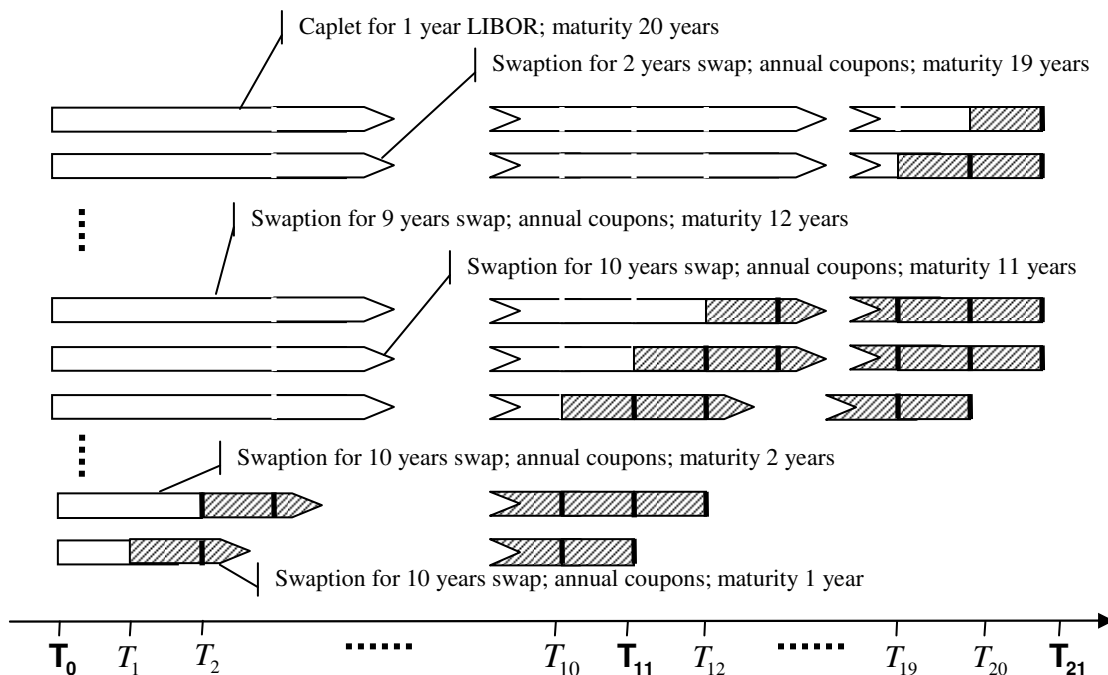 Caplet for 1 year LIBOR; maturity 20 years
Swaption for 2 years swap; annual coupons; maturity 19 years
Swaption for 9 years swap; annual coupons; maturity 12 years
Swaption for 10 years swap; annual coupons; maturity 11 years
Swaption for 10 years swap; annual coupons; maturity 2 years
Swaption for 10 years swap; annual coupons; maturity 1 year
T0 T1 T2 T10 T11 T12 T19 T20 T21